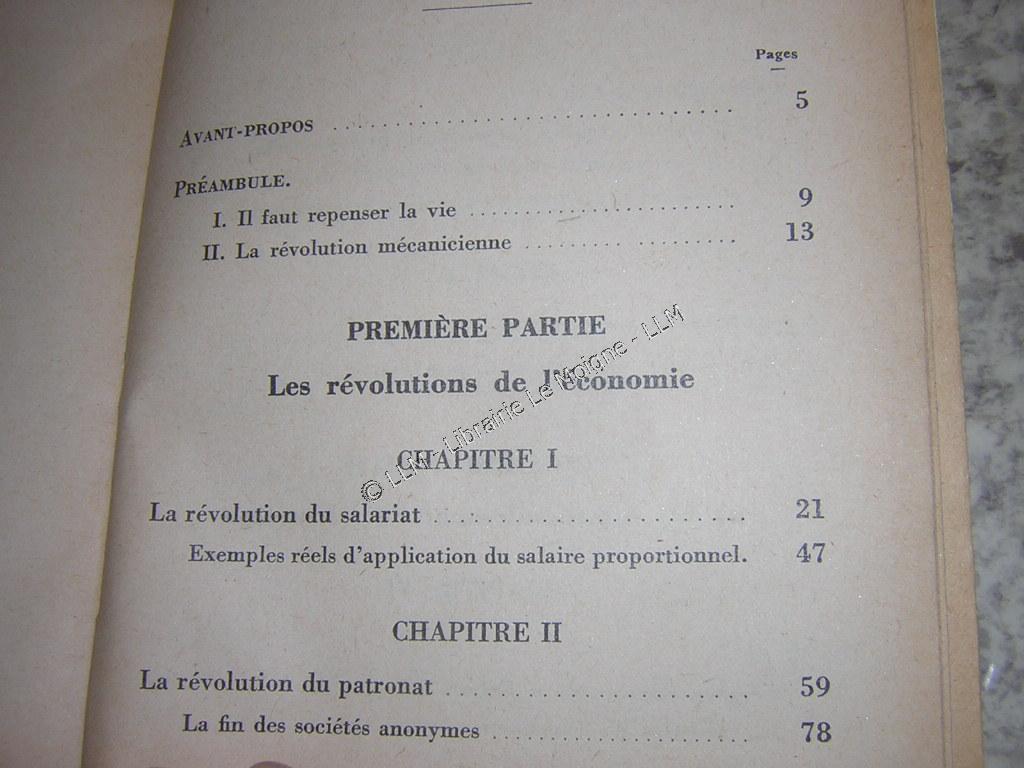 Pages
AVANT-PROPOS ................................ 5
PRÉAMBULE.
I. Il faut repenser la vie ........................ 9
II. La révolution mécanicienne ......... ......... 13
PREMIÈRE PARTIE
Les révolutions de l'économie
© LLM - Librairie Le Moigne - LLM
CHAPITRE I
La révolution du salariat ........................ 21
Exemples réels d'application du salaire proportionnel. 47
CHAPITRE II
La révolution du patronat ....................... 59
La fin des sociétés anonymes .................... 78